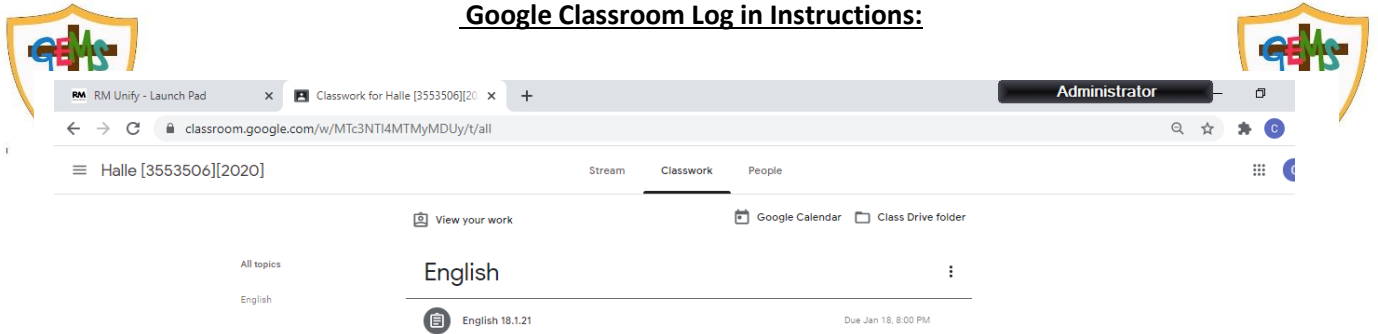 Google Classroom Log in Instructions:
GEMS
GEMS
RM RM Unify - Launch Pad × Classwork for Halle [3553506][20 × + Administrator
classroom.google.com/w/MTc3NTI4MTMyMDUy/t/all C
Halle [3553506][2020] Stream Classwork People
View your work Google Calendar Class Drive folder
All topics
English
English
English 18.1.21 Due Jan 18, 8:00 PM